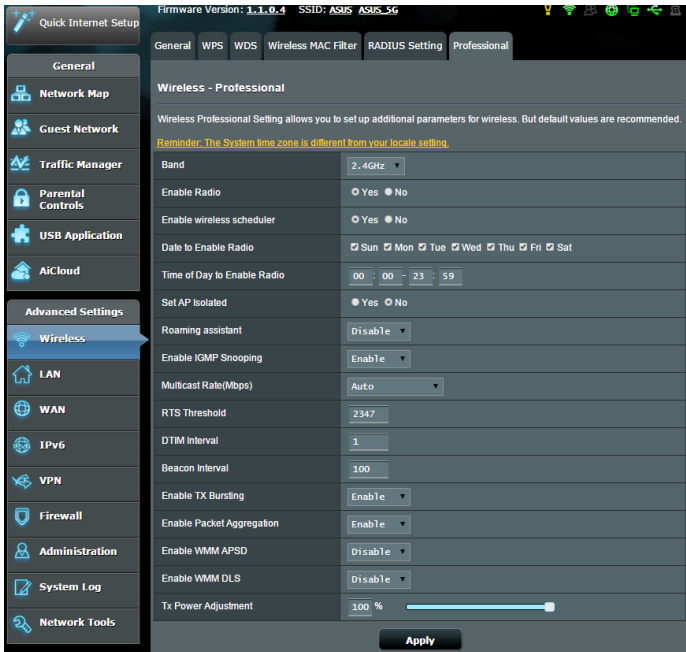 Quick Internet Setup
General
Network Map
Guest Network
Traffic Manager
Parental
Controls
USB Application
AiCloud
Advanced Settings
Wireless
LAN
WAN
IPv6
VPN
Firewall
Administration
System Log
Network Tools
Firmware Version: 1.1.0.4 SSID: ASUS ASUS_5G
General WPS WDS Wireless MAC Filter RADIUS Setting Professional
Wireless - Professional
Wireless Professional Setting allows you to set up additional parameters for wireless. But default values are recommended.
Reminder: The System time zone is different from your locale setting.
Band 2.4GHz
Enable Radio Yes No
Enable wireless scheduler Yes No
Date to Enable Radio Sun Mon Tue Wed Thu Fri Sat
Time of Day to Enable Radio 00 : 00 - 23 : 59
Set AP Isolated Yes No
Roaming assistant Disable
Enable IGMP Snooping Enable
Multicast Rate(Mbps) Auto
RTS Threshold 2347
DTIM Interval 1
Beacon Interval 100
Enable TX Bursting Enable
Enable Packet Aggregation Enable
Enable WMM APSD Disable
Enable WMM DLS Disable
Tx Power Adjustment 100 %
Apply